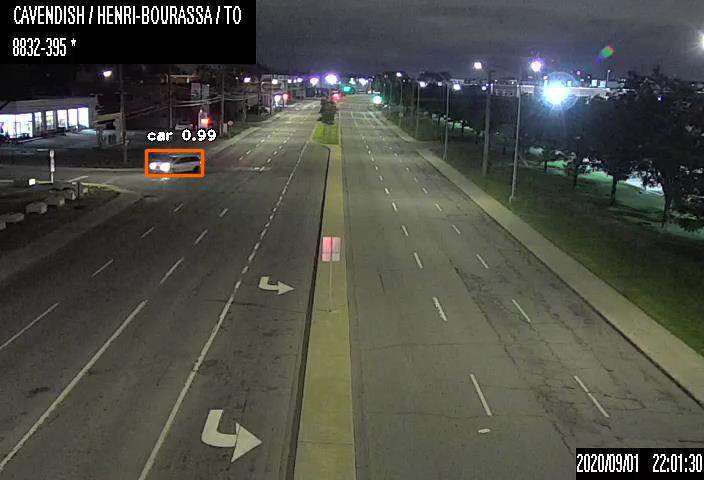 CAVENDISH / HENRI-BOURASSA / TO
8832-395 *
car 0.99
2020/09/01 22:01:30